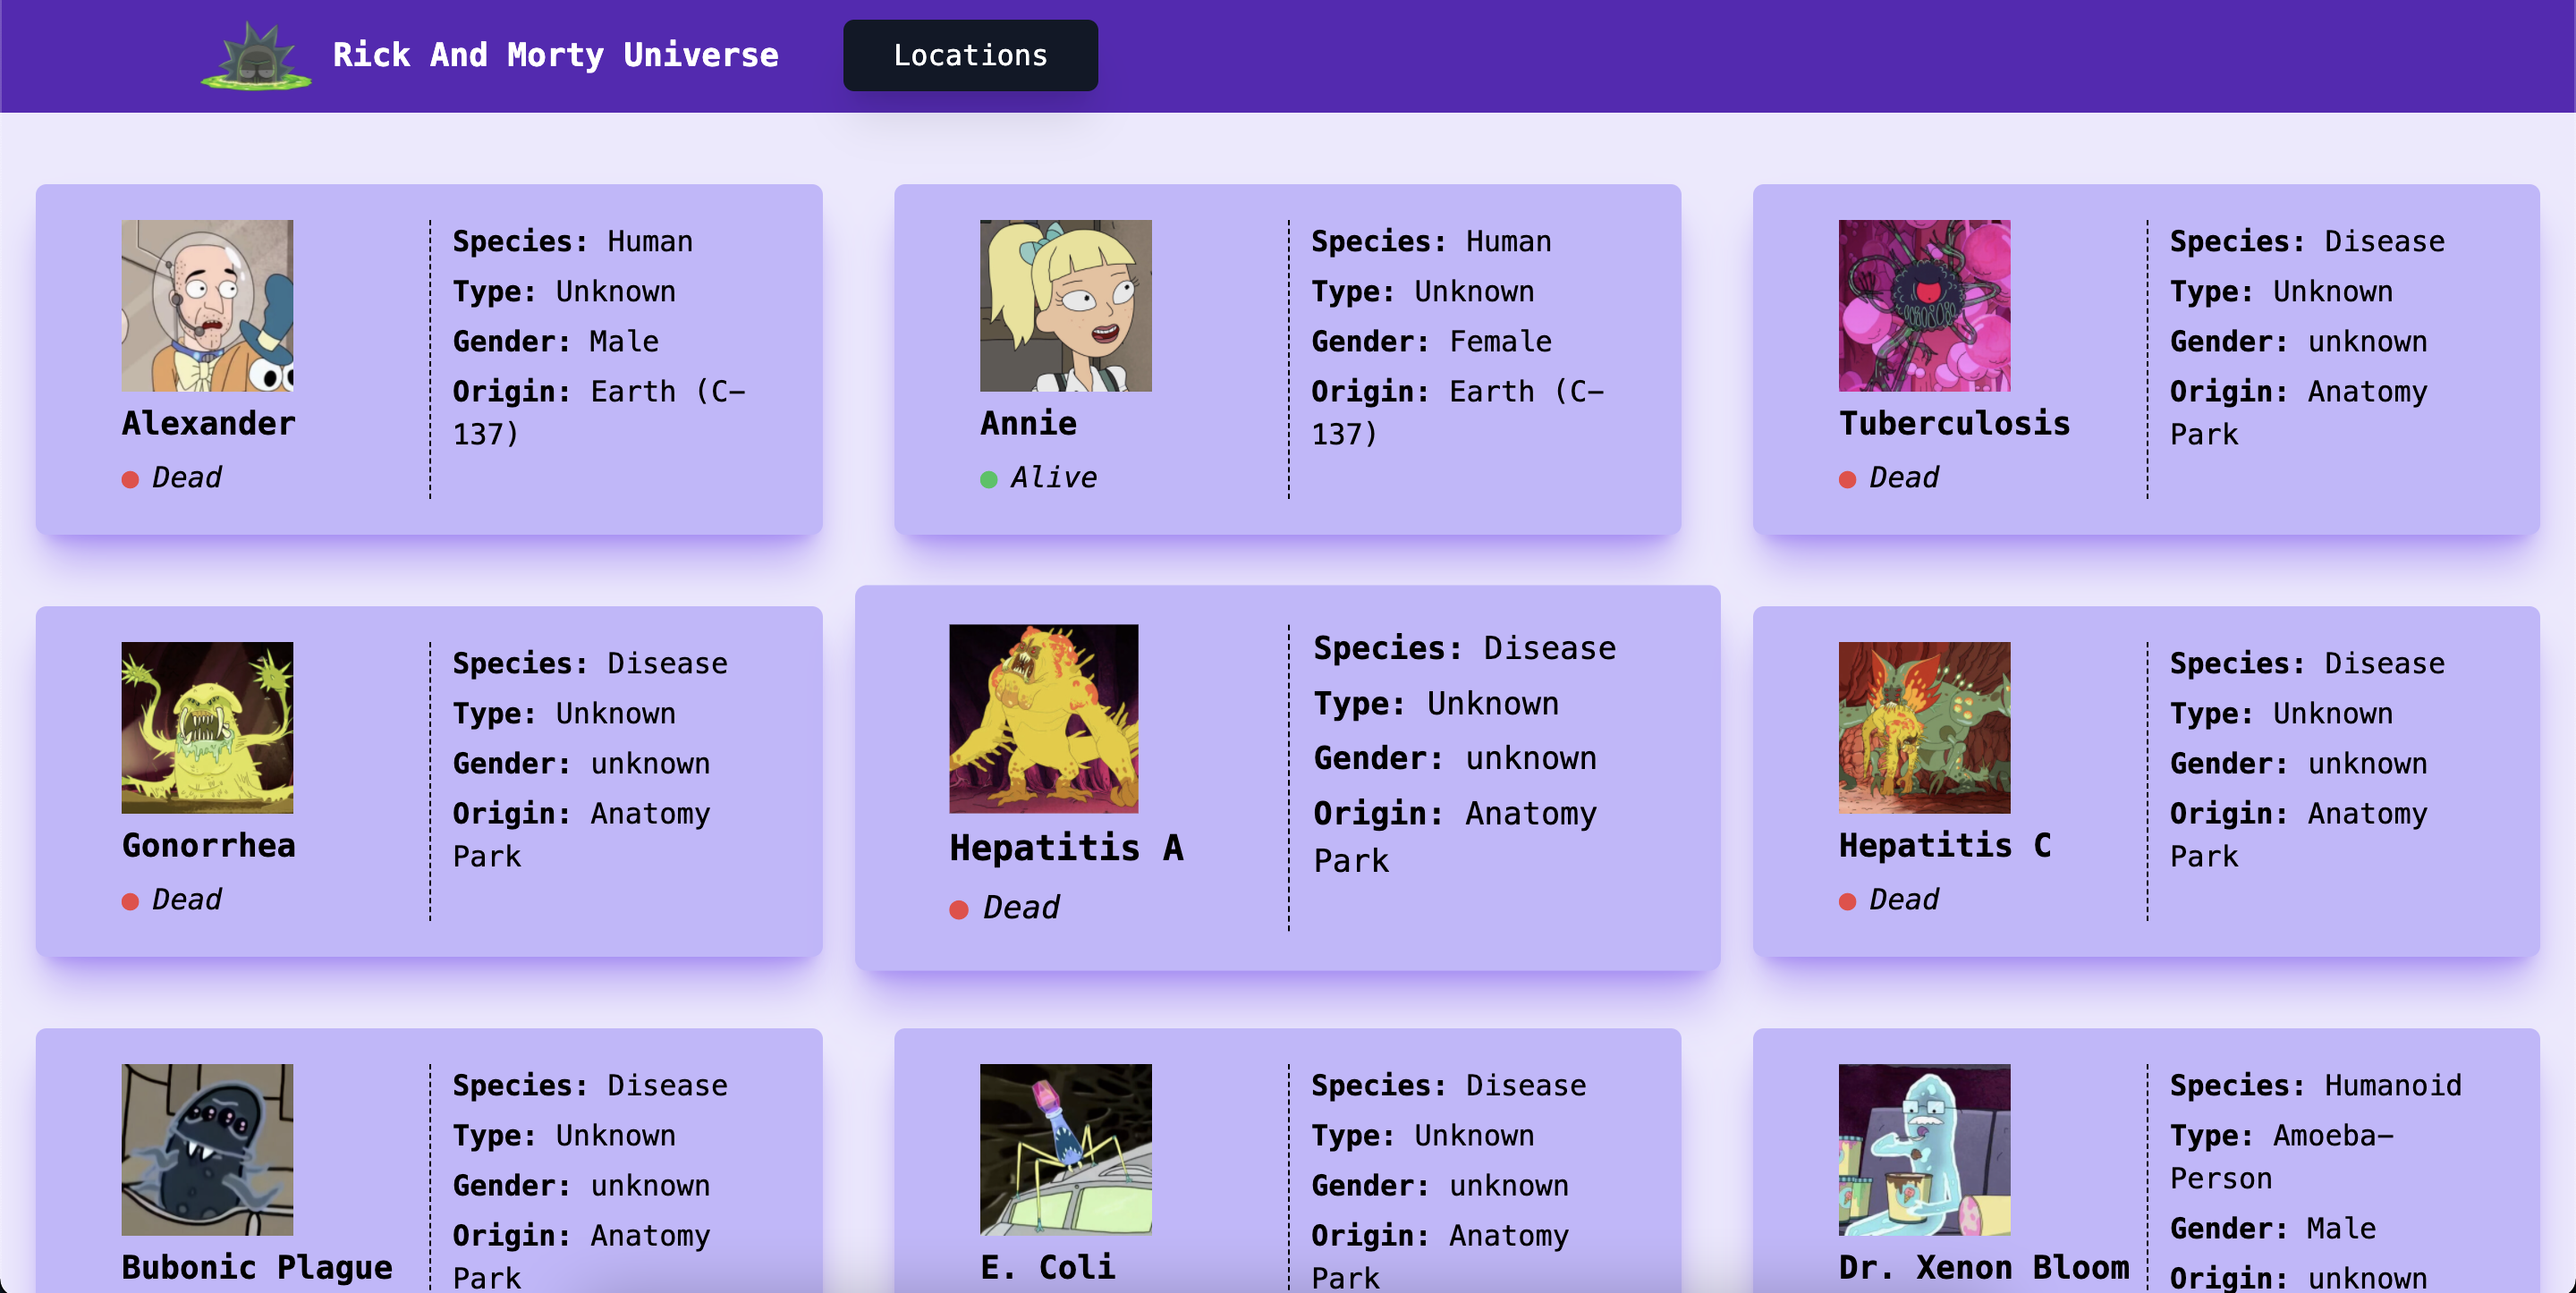 Rick And Morty Universe
Locations
Species: Human
Type: Unknown
Gender: Male
Origin: Earth (C-
137)
Alexander
Dead
Species: Human
Type: Unknown
Gender: Female
Origin: Earth (C-
137)
Annie
Alive
Species: Disease
Type: Unknown
Gender: unknown
Origin: Anatomy
Park
Tuberculosis
Dead
Species: Disease
Type: Unknown
Gender: unknown
Origin: Anatomy
Park
Gonorrhea
Dead
Species: Disease
Type: Unknown
Gender: unknown
Origin: Anatomy
Park
Hepatitis A
Dead
Species: Disease
Type: Unknown
Gender: unknown
Origin: Anatomy
Park
Hepatitis C
Dead
Species: Disease
Type: Unknown
Gender: unknown
Origin: Anatomy
Park
Bubonic Plague
Species: Disease
Type: Unknown
Gender: unknown
Origin: Anatomy
Park
E. Coli
Species: Humanoid
Type: Amoeba-
Person
Gender: Male
Origin: unknown
Dr. Xenon Bloom